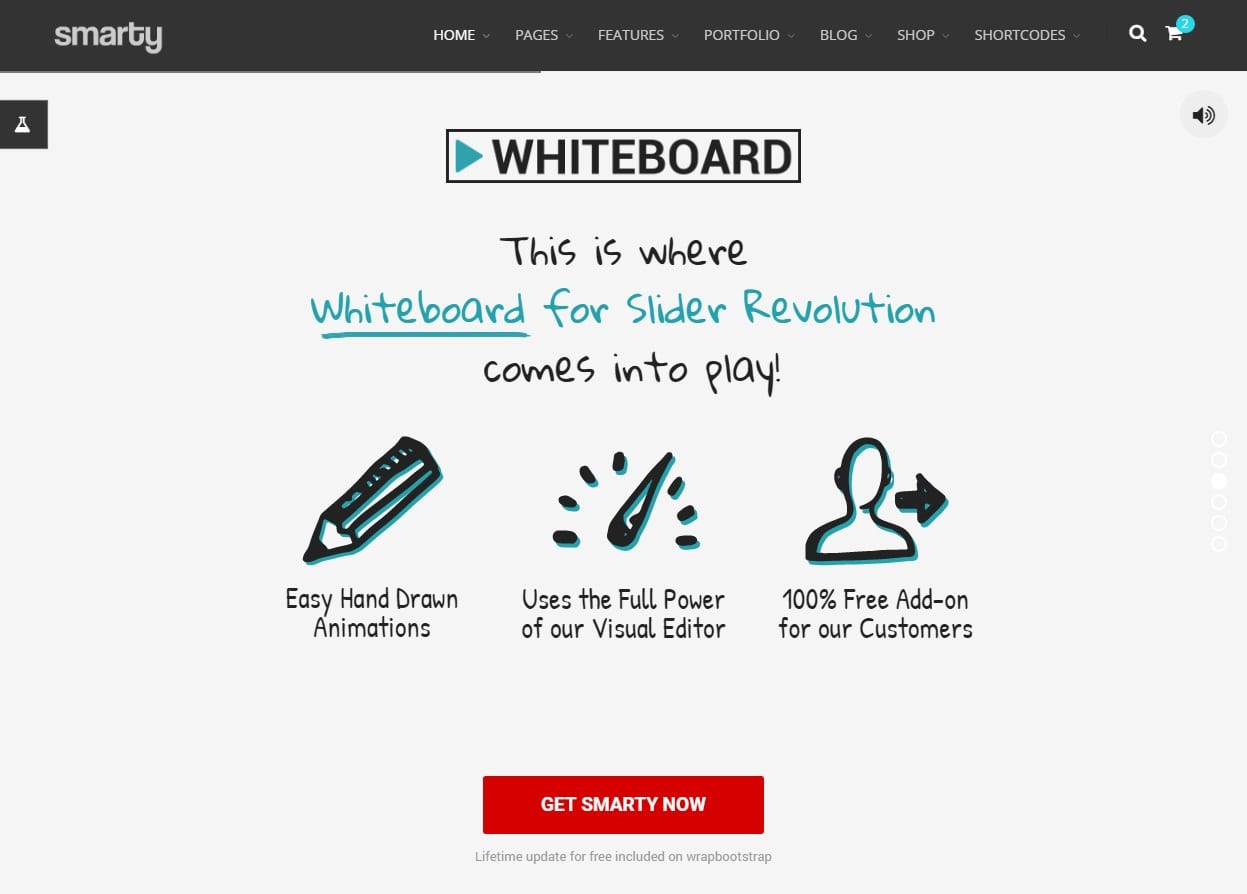 smarty
HOME PAGES FEATURES PORTFOLIO BLOG SHOP SHORTCODES 2
WHITEBOARD
This is where
Whiteboard for Slider Revolution
comes into play!
Easy Hand Drawn
Animations
Uses the Full Power
of our Visual Editor
100% Free Add-on
for our Customers
GET SMARTY NOW
Lifetime update for free included on wrapbootstrap